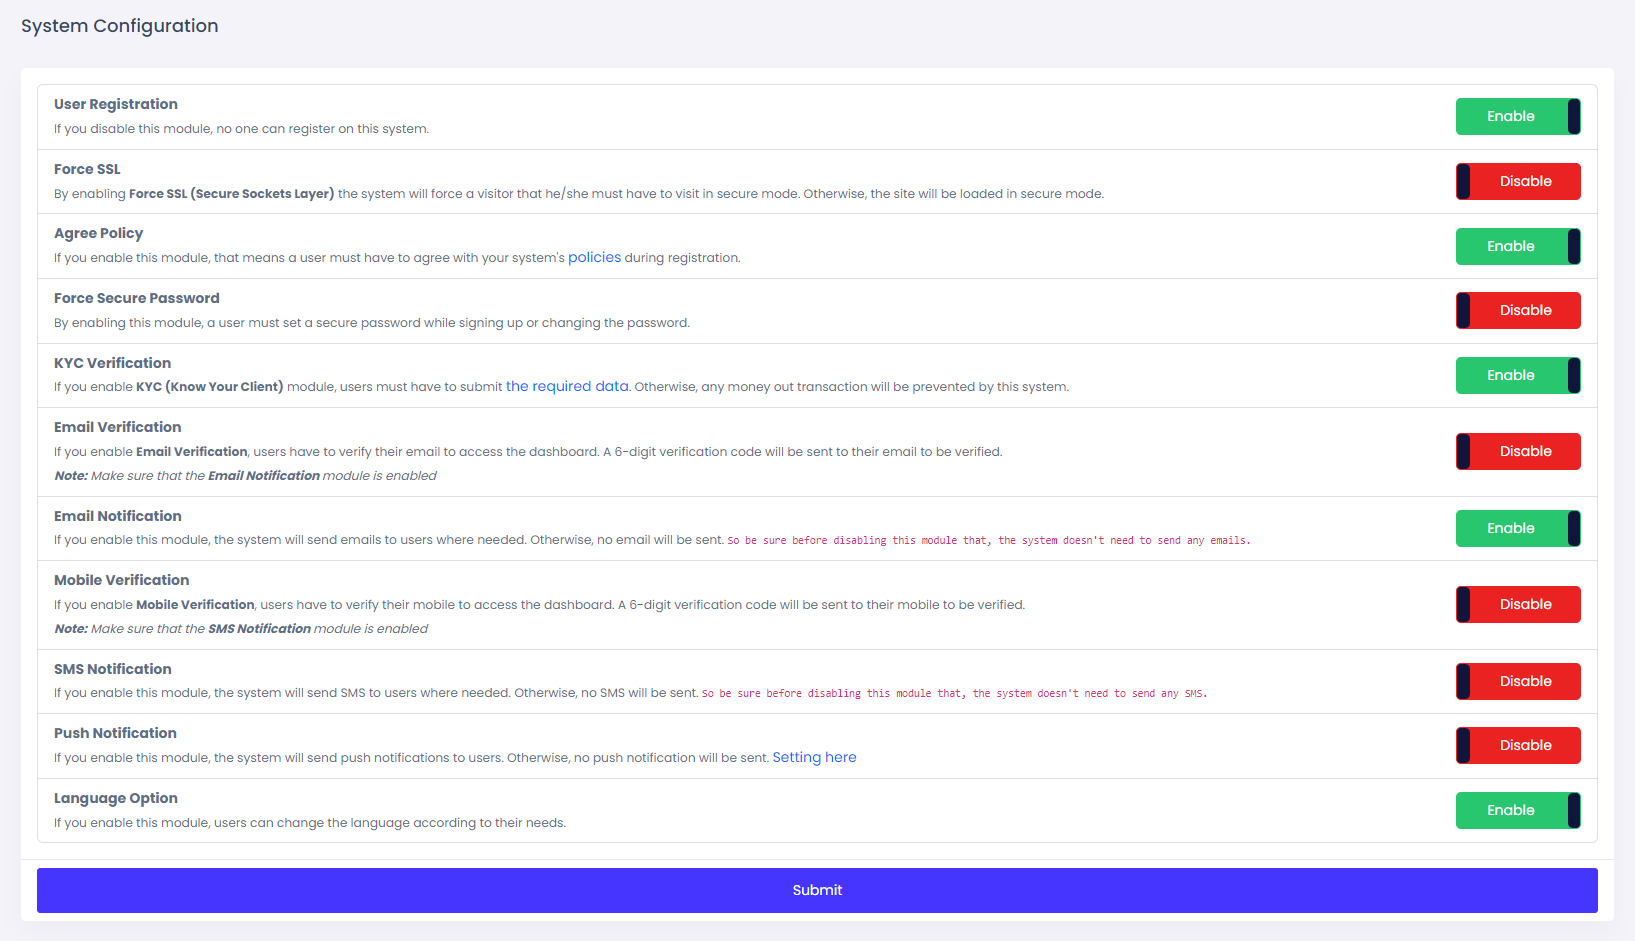 System Configuration
User Registration
If you disable this module, no one can register on this system.
Enable
Force SSL
By enabling Force SSL (Secure Sockets Layer) the system will force a visitor that he/she must have to visit in secure mode. Otherwise, the site will be loaded in secure mode.
Disable
Agree Policy
If you enable this module, that means a user must have to agree with your system's policies during registration.
Enable
Force Secure Password
By enabling this module, a user must set a secure password while signing up or changing the password.
Disable
KYC Verification
If you enable KYC (Know Your Client) module, users must have to submit the required data. Otherwise, any money out transaction will be prevented by this system.
Enable
Email Verification
If you enable Email Verification, users have to verify their email to access the dashboard. A 6-digit verification code will be sent to their email to be verified.
Note: Make sure that the Email Notification module is enabled
Disable
Email Notification
If you enable this module, the system will send emails to users where needed. Otherwise, no email will be sent. So be sure before disabling this module that, the system doesn't need to send any emails.
Enable
Mobile Verification
If you enable Mobile Verification, users have to verify their mobile to access the dashboard. A 6-digit verification code will be sent to their mobile to be verified.
Note: Make sure that the SMS Notification module is enabled
Disable
SMS Notification
If you enable this module, the system will send SMS to users where needed. Otherwise, no SMS will be sent. So be sure before disabling this module that, the system doesn't need to send any SMS.
Disable
Push Notification
If you enable this module, the system will send push notifications to users. Otherwise, no push notification will be sent. Setting here
Disable
Language Option
If you enable this module, users can change the language according to their needs.
Enable
Submit